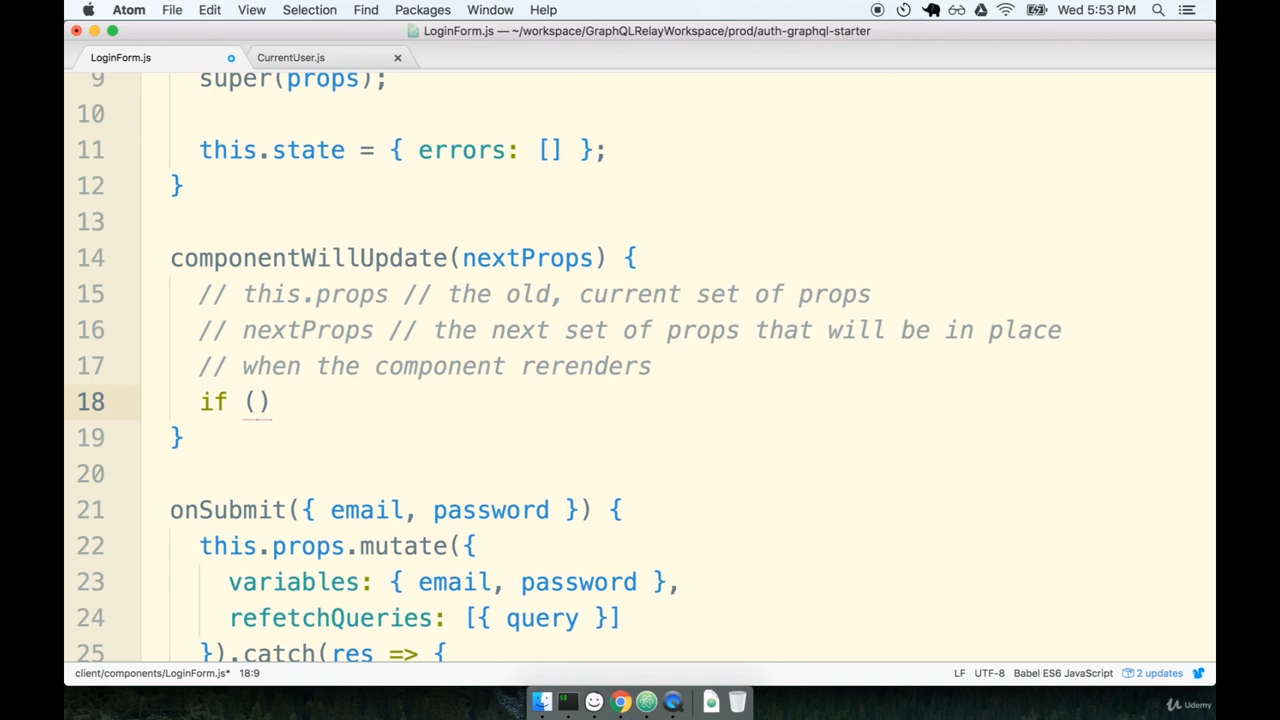 Atom File Edit View Selection Find Packages Window Help Wed 5:53 PM
LoginForm.js — ~/workspace/GraphQLRelayWorkspace/prod/auth-graphql-starter
LoginForm.js CurrentUser.js
9 super(props);
10
11 this.state = { errors: [] };
12 }
13
14 componentWillUpdate(nextProps) {
15 // this.props // the old, current set of props
16 // nextProps // the next set of props that will be in place
17 // when the component rerenders
18 if ()
19 }
20
21 onSubmit({ email, password }) {
22 this.props.mutate({
23 variables: { email, password },
24 refetchQueries: [{ query }]
25 }).catch(res => {
client/components/LoginForm.js* 18:9 LF UTF-8 Babel ES6 JavaScript 2 updates
Udemy